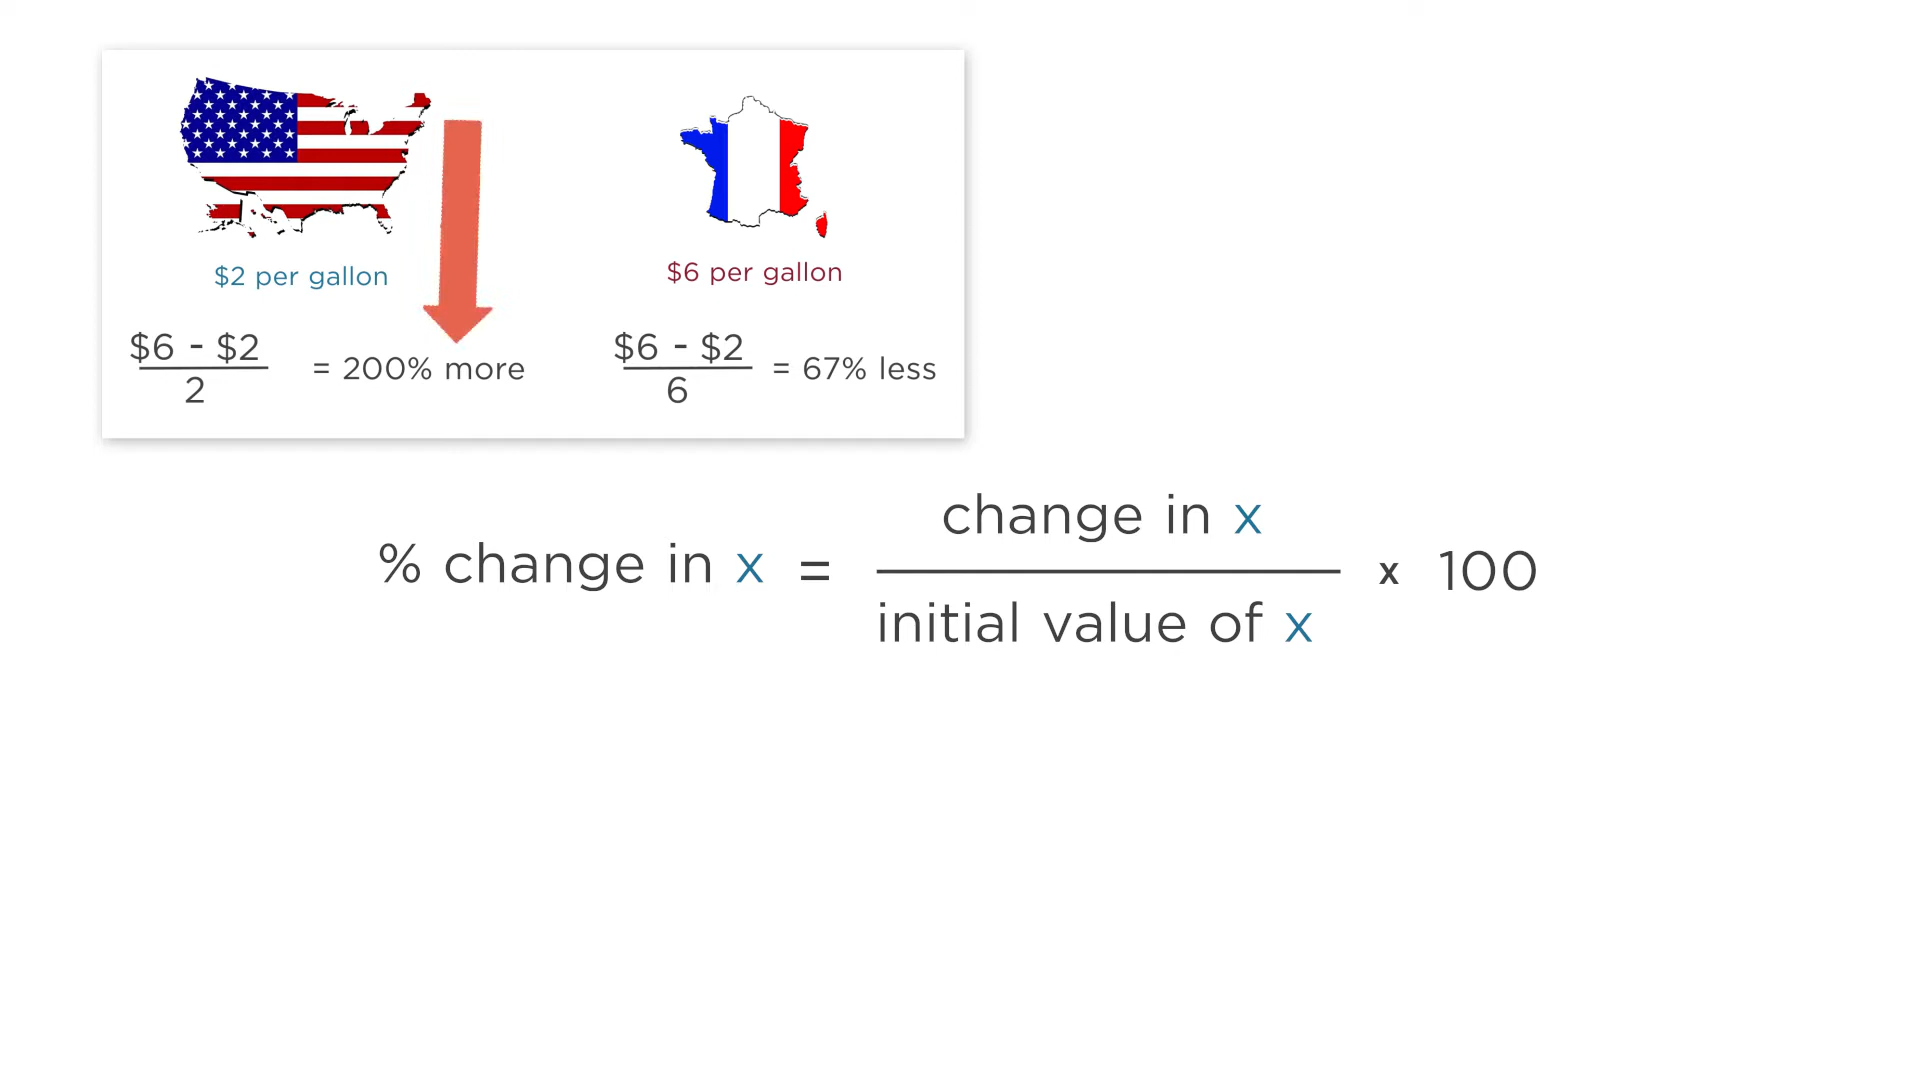 $2 per gallon
$6 per gallon
$6 - $2
2
= 200% more
$6 - $2
6
= 67% less
% change in x =
change in x
initial value of x
x 100